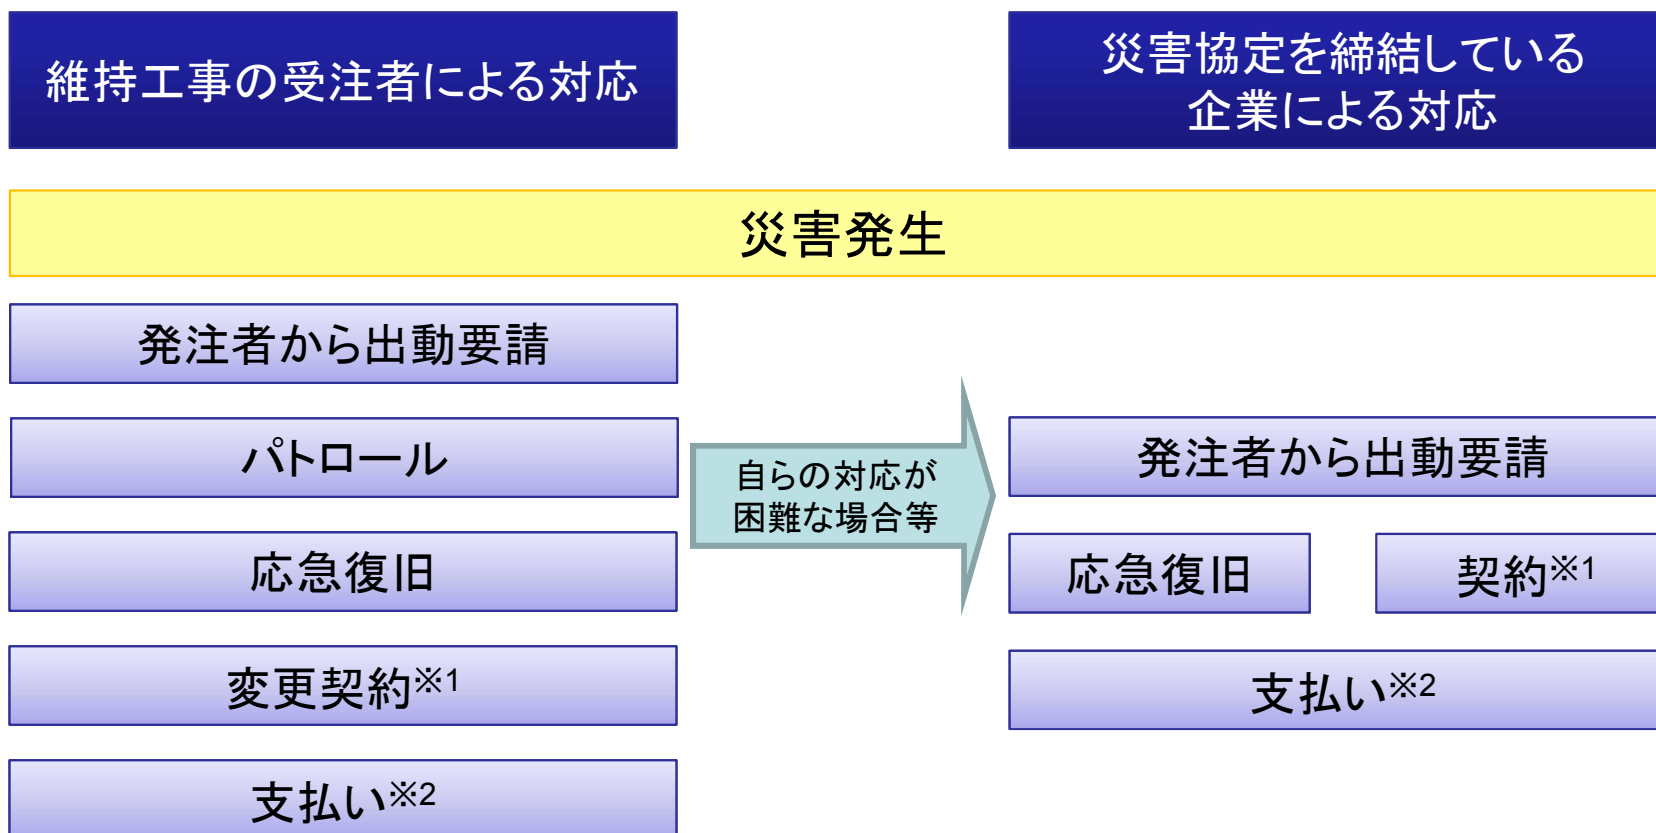 維持工事の受注者による対応
災害協定を締結している
企業による対応
災害発生
発注者から出動要請
パトロール
応急復旧
変更契約※1
支払い※2
自らの対応が
困難な場合等
発注者から出動要請
応急復旧
契約※1
支払い※2